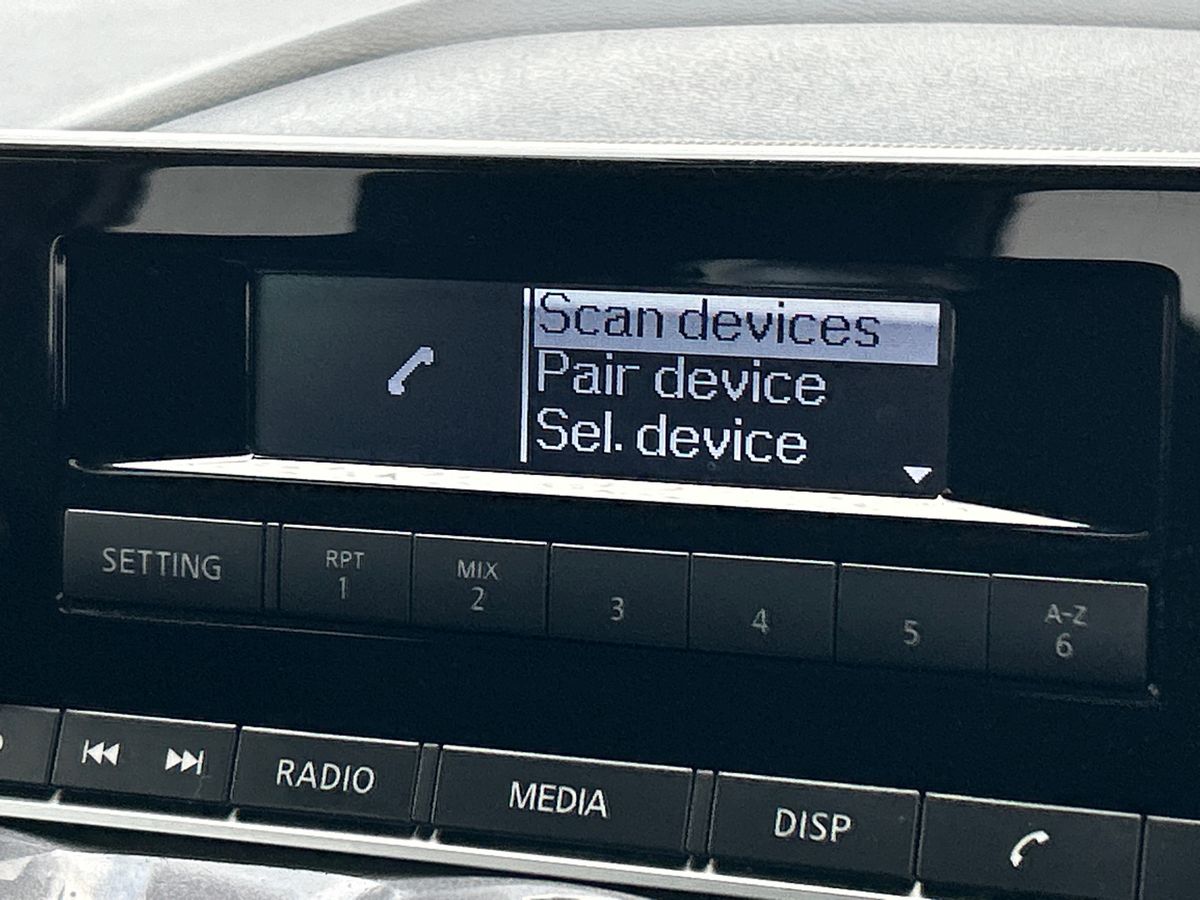 Scan devices
Pair device
Sel. device
SETTING
RPT
1
MIX
2
3
4
5
A-Z
6
RADIO
MEDIA
DISP